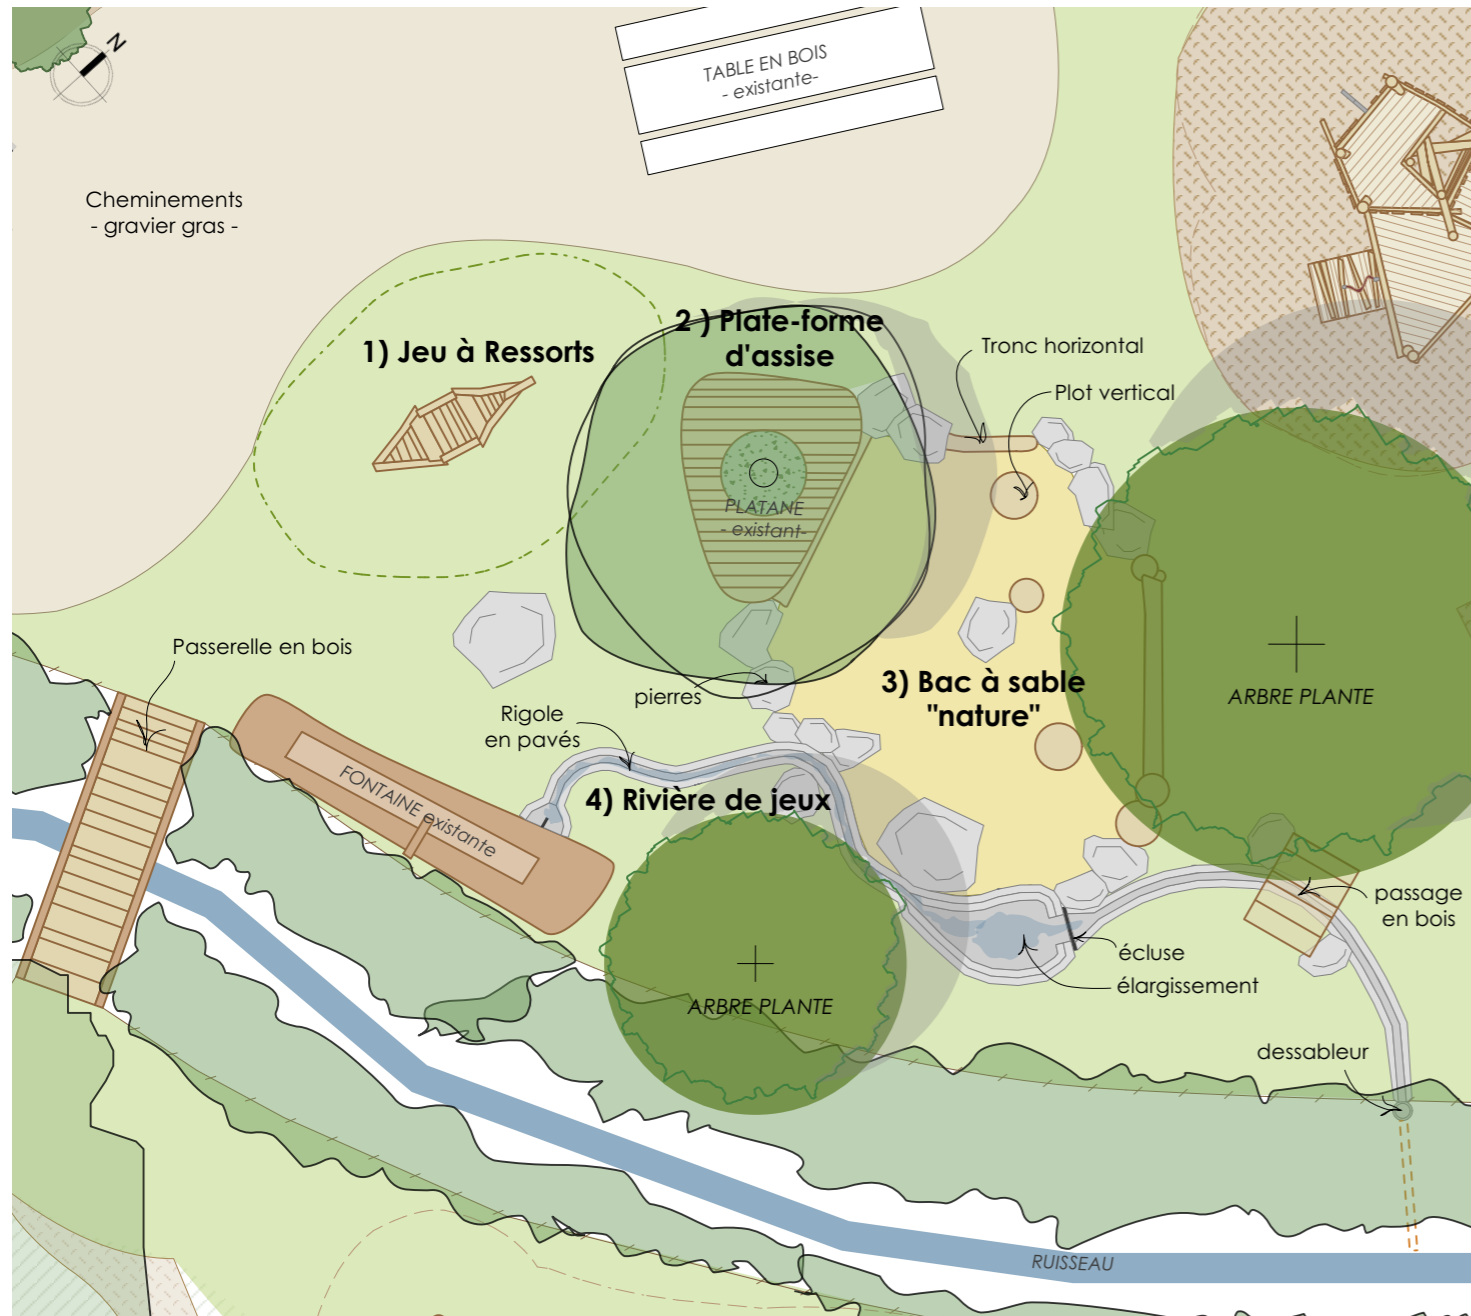 N
TABLE EN BOIS
- existante-
Cheminements
- gravier gras -
1) Jeu à Ressorts
2 ) Plate-forme
d'assise
Tronc horizontal
Plot vertical
PLATANE
- existant-
Passerelle en bois
pierres
3) Bac à sable
"nature"
ARBRE PLANTE
Rigole
en pavés
FONTAINE existante
4) Rivière de jeux
passage
en bois
écluse
élargissement
ARBRE PLANTE
dessableur
RUISSEAU